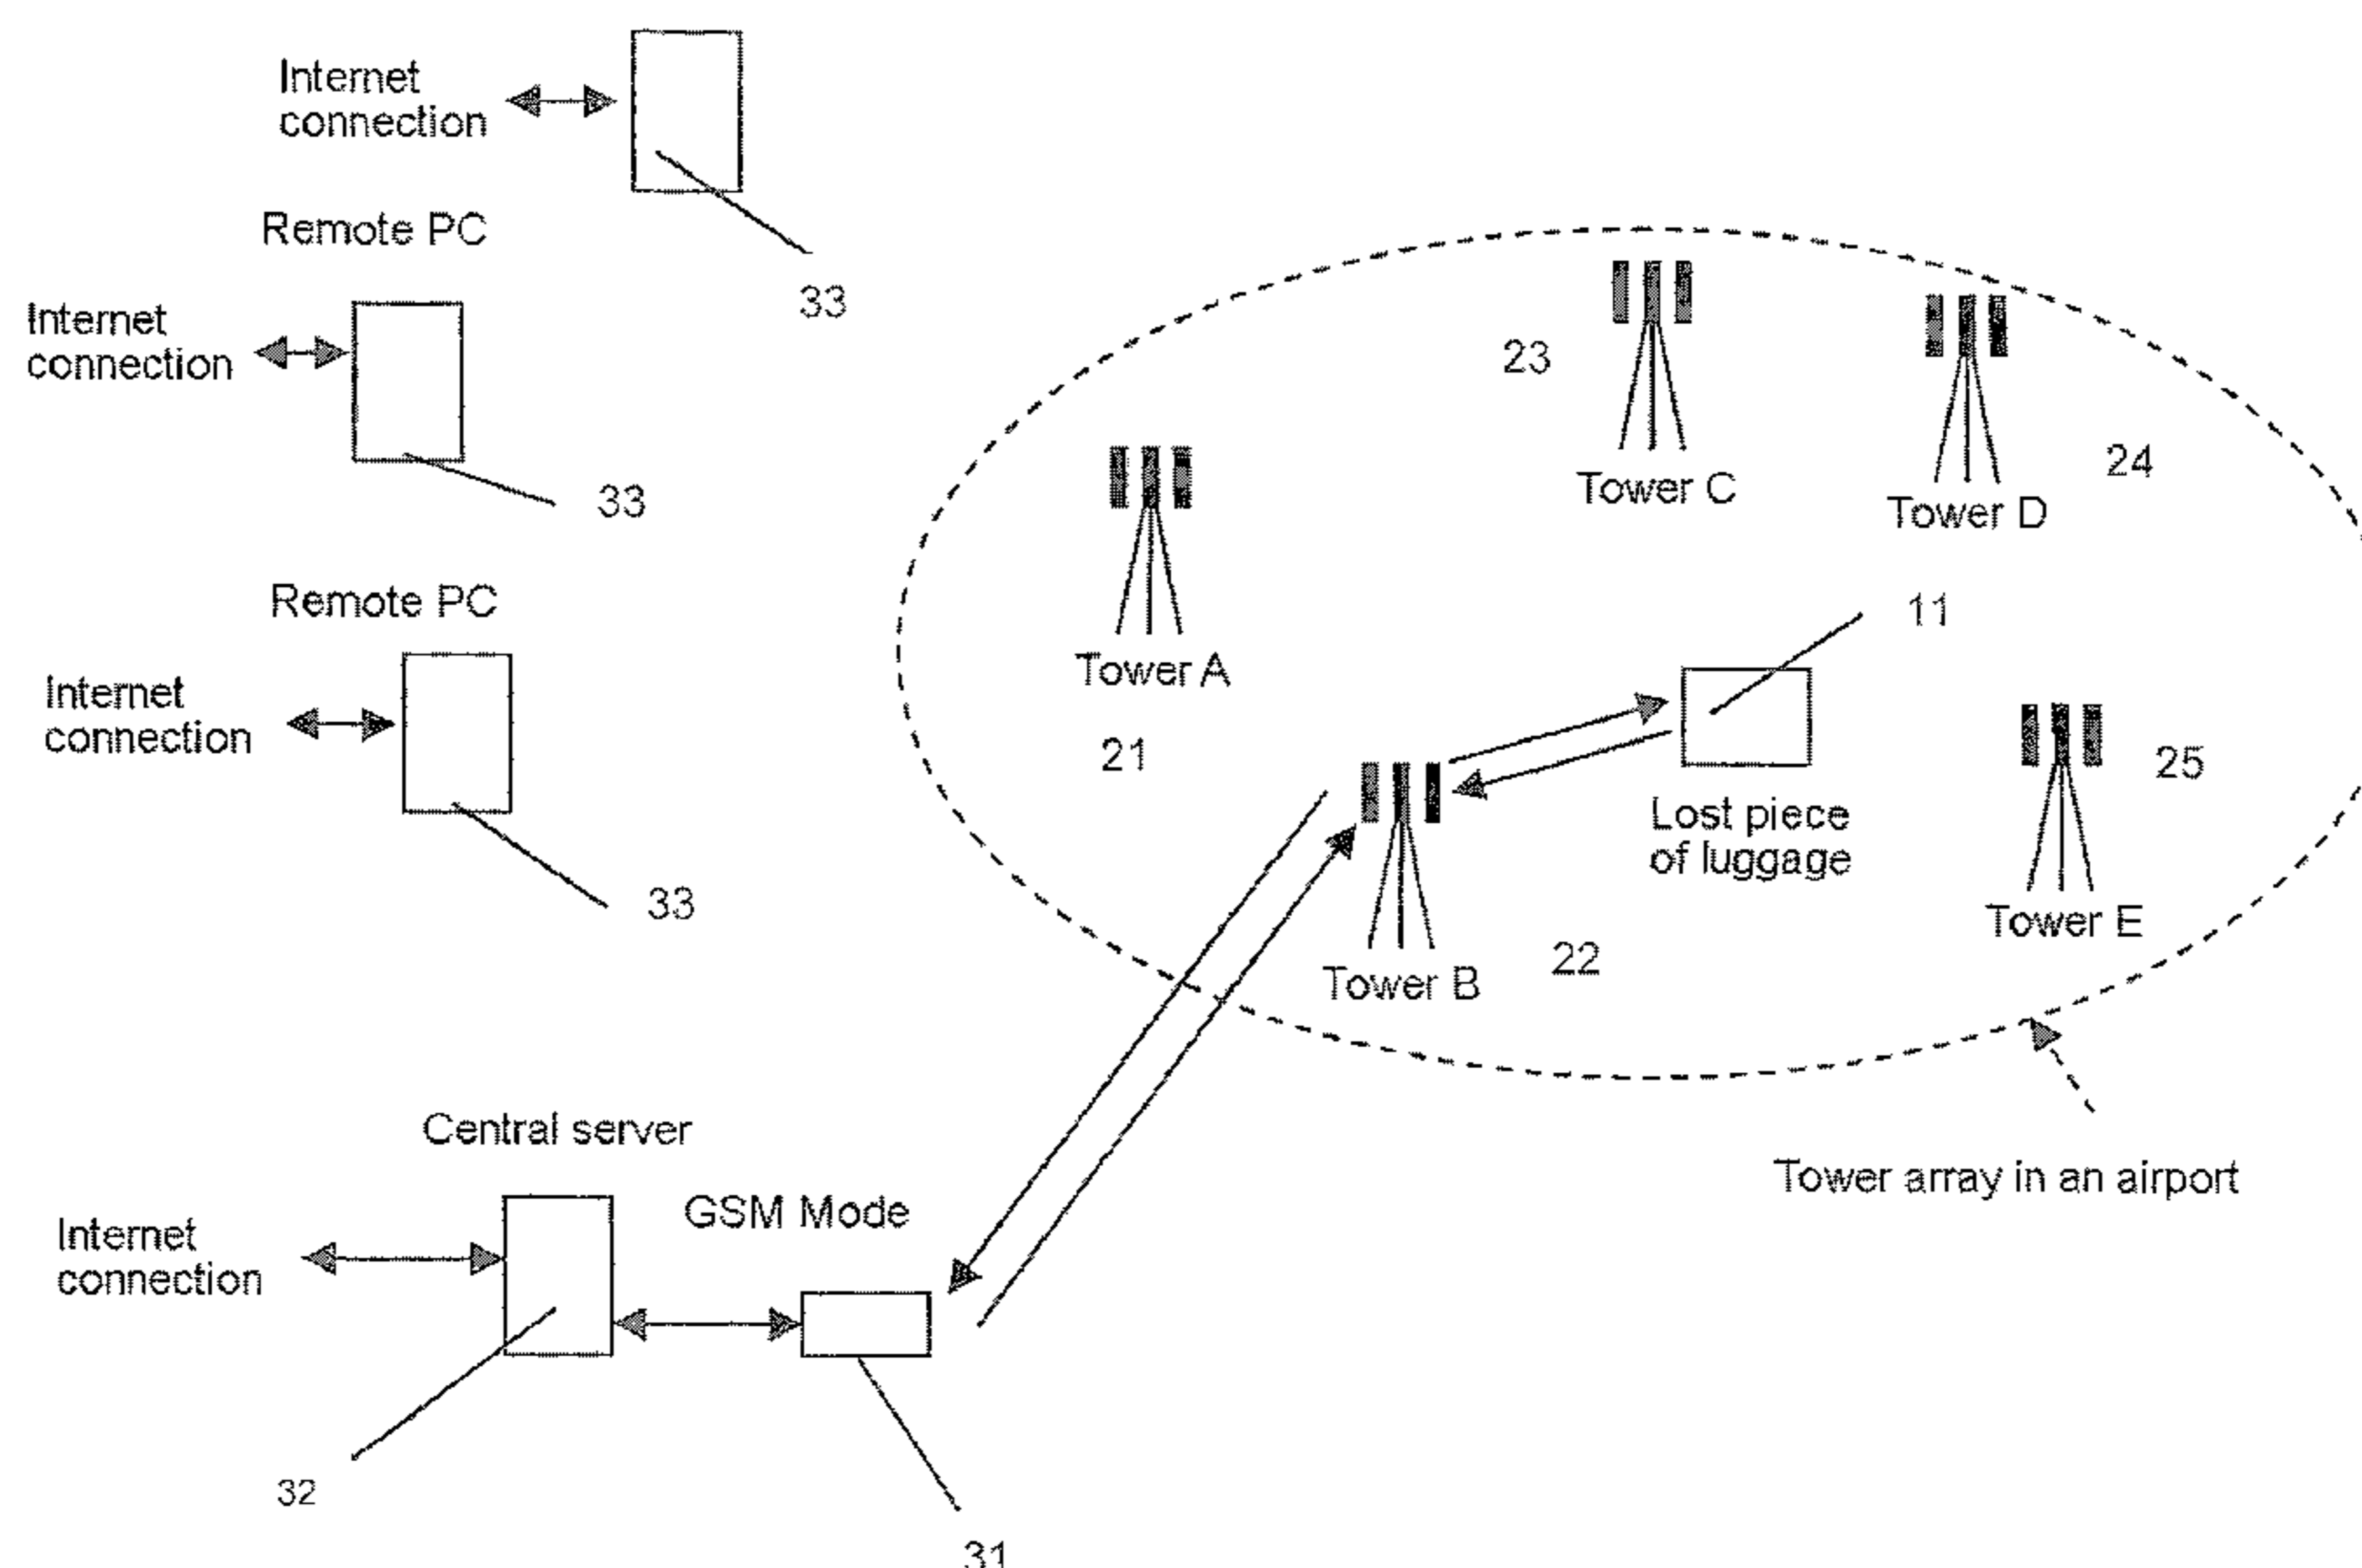 Internet
connection
33
Remote PC
Internet
connection
33
Remote PC
Internet
connection
33
Central server
Internet
connection
GSM Mode
32
31
23
Tower C
24
Tower D
Tower A
21
11
Lost piece
of luggage
25
Tower E
22
Tower B
Tower array in an airport